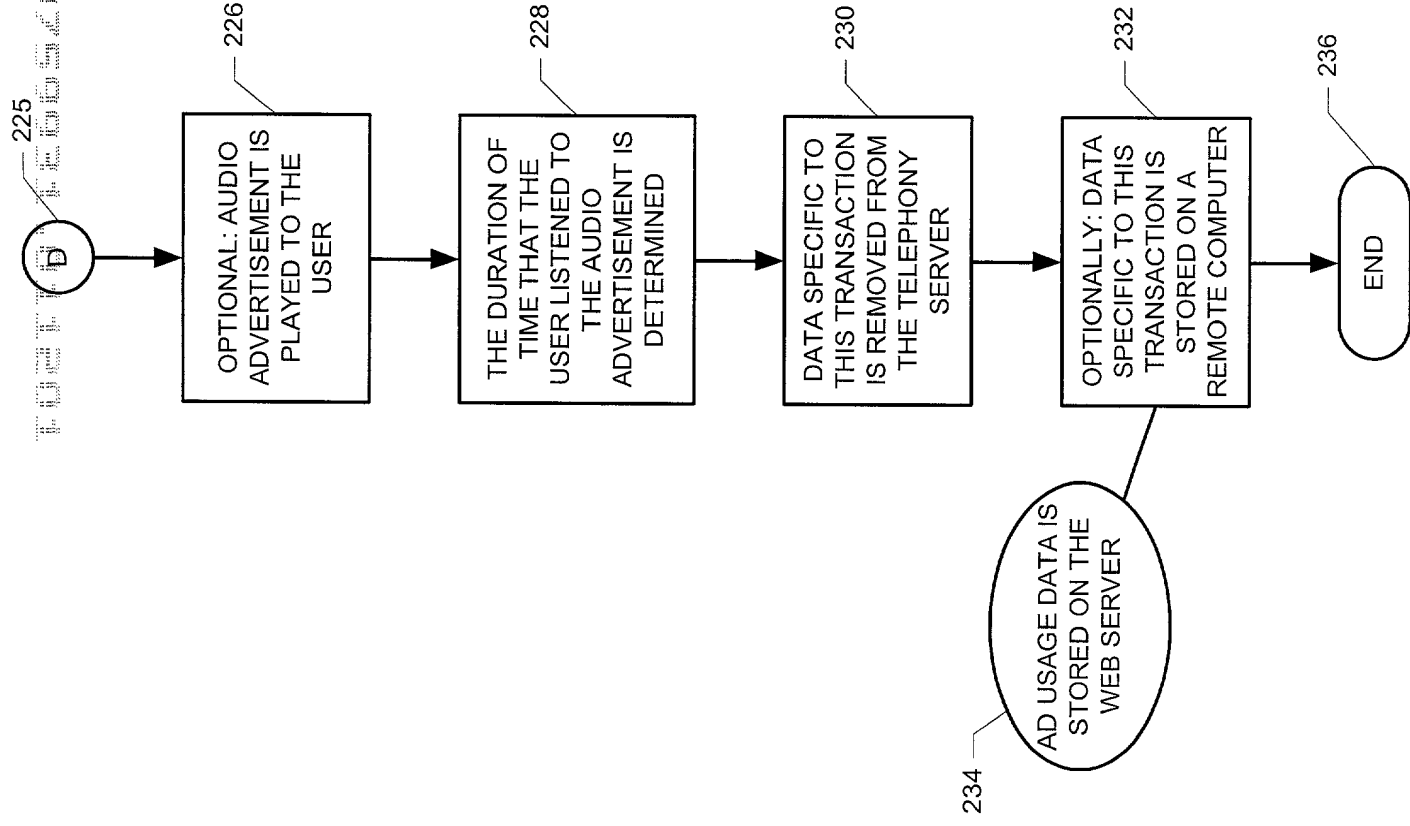 225
D
226
OPTIONAL: AUDIO
ADVERTISEMENT IS
PLAYED TO THE
USER
228
THE DURATION OF
TIME THAT THE
USER LISTENED TO
THE AUDIO
ADVERTISEMENT IS
DETERMINED
230
DATA SPECIFIC TO
THIS TRANSACTION
IS REMOVED FROM
THE TELEPHONY
SERVER
232
OPTIONALLY: DATA
SPECIFIC TO THIS
TRANSACTION IS
STORED ON A
REMOTE COMPUTER
234
AD USAGE DATA IS
STORED ON THE
WEB SERVER
236
END